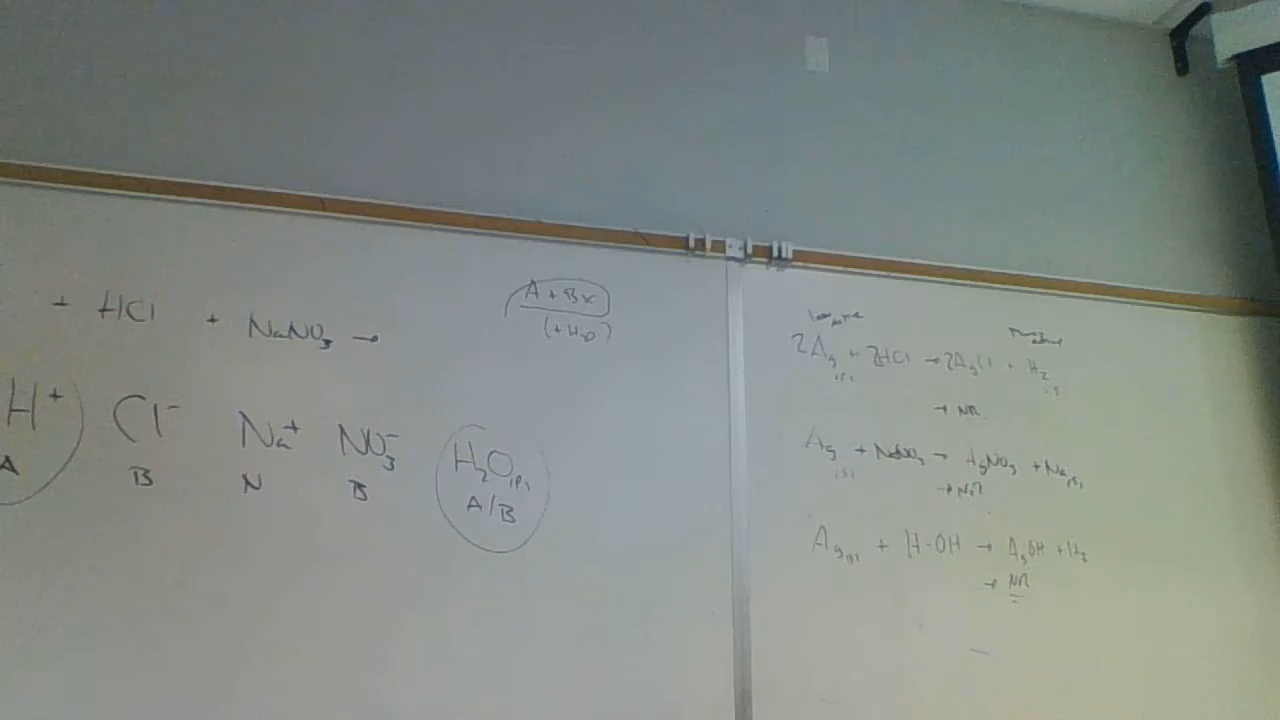 + HCl + NaNO₃ →
A + Bx
(+ H₂O)
H⁺ Cl⁻ Na⁺ NO₃⁻ H₂O(l)
A B N B A/B
2Ag(s) + 2HCl → 2AgCl + H₂(g)
→ NR
Ag(s) + NaNO₃ → AgNO₃ + Na(s)
→ NR
Ag(s) + H-OH → AgOH + H₂
→ NR